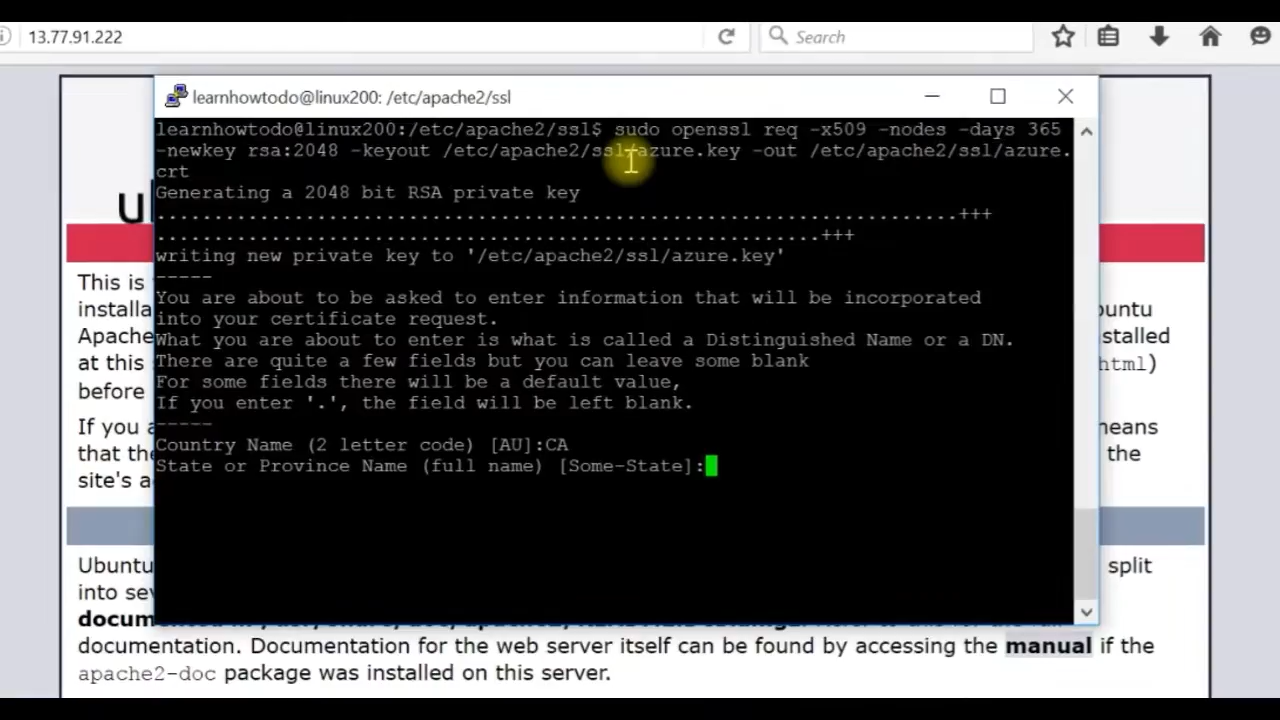 13.77.91.222
Search
learnhowtodo@linux200: /etc/apache2/ssl
learnhowtodo@linux200:/etc/apache2/ssl$ sudo openssl req -x509 -nodes -days 365
-newkey rsa:2048 -keyout /etc/apache2/ssl/azure.key -out /etc/apache2/ssl/azure.
crt
Generating a 2048 bit RSA private key
............................................................................+++
...............................................................+++
writing new private key to '/etc/apache2/ssl/azure.key'
-----
You are about to be asked to enter information that will be incorporated
into your certificate request.
What you are about to enter is what is called a Distinguished Name or a DN.
There are quite a few fields but you can leave some blank
For some fields there will be a default value,
If you enter '.', the field will be left blank.
-----
Country Name (2 letter code) [AU]:CA
State or Province Name (full name) [Some-State]:
This is
installa
Apache
at this
before
html)
If you a
that the
means
the
site's a
Ubuntu
split
into sev
documentation. Documentation for the web server itself can be found by accessing the manual if the
apache2-doc package was installed on this server.